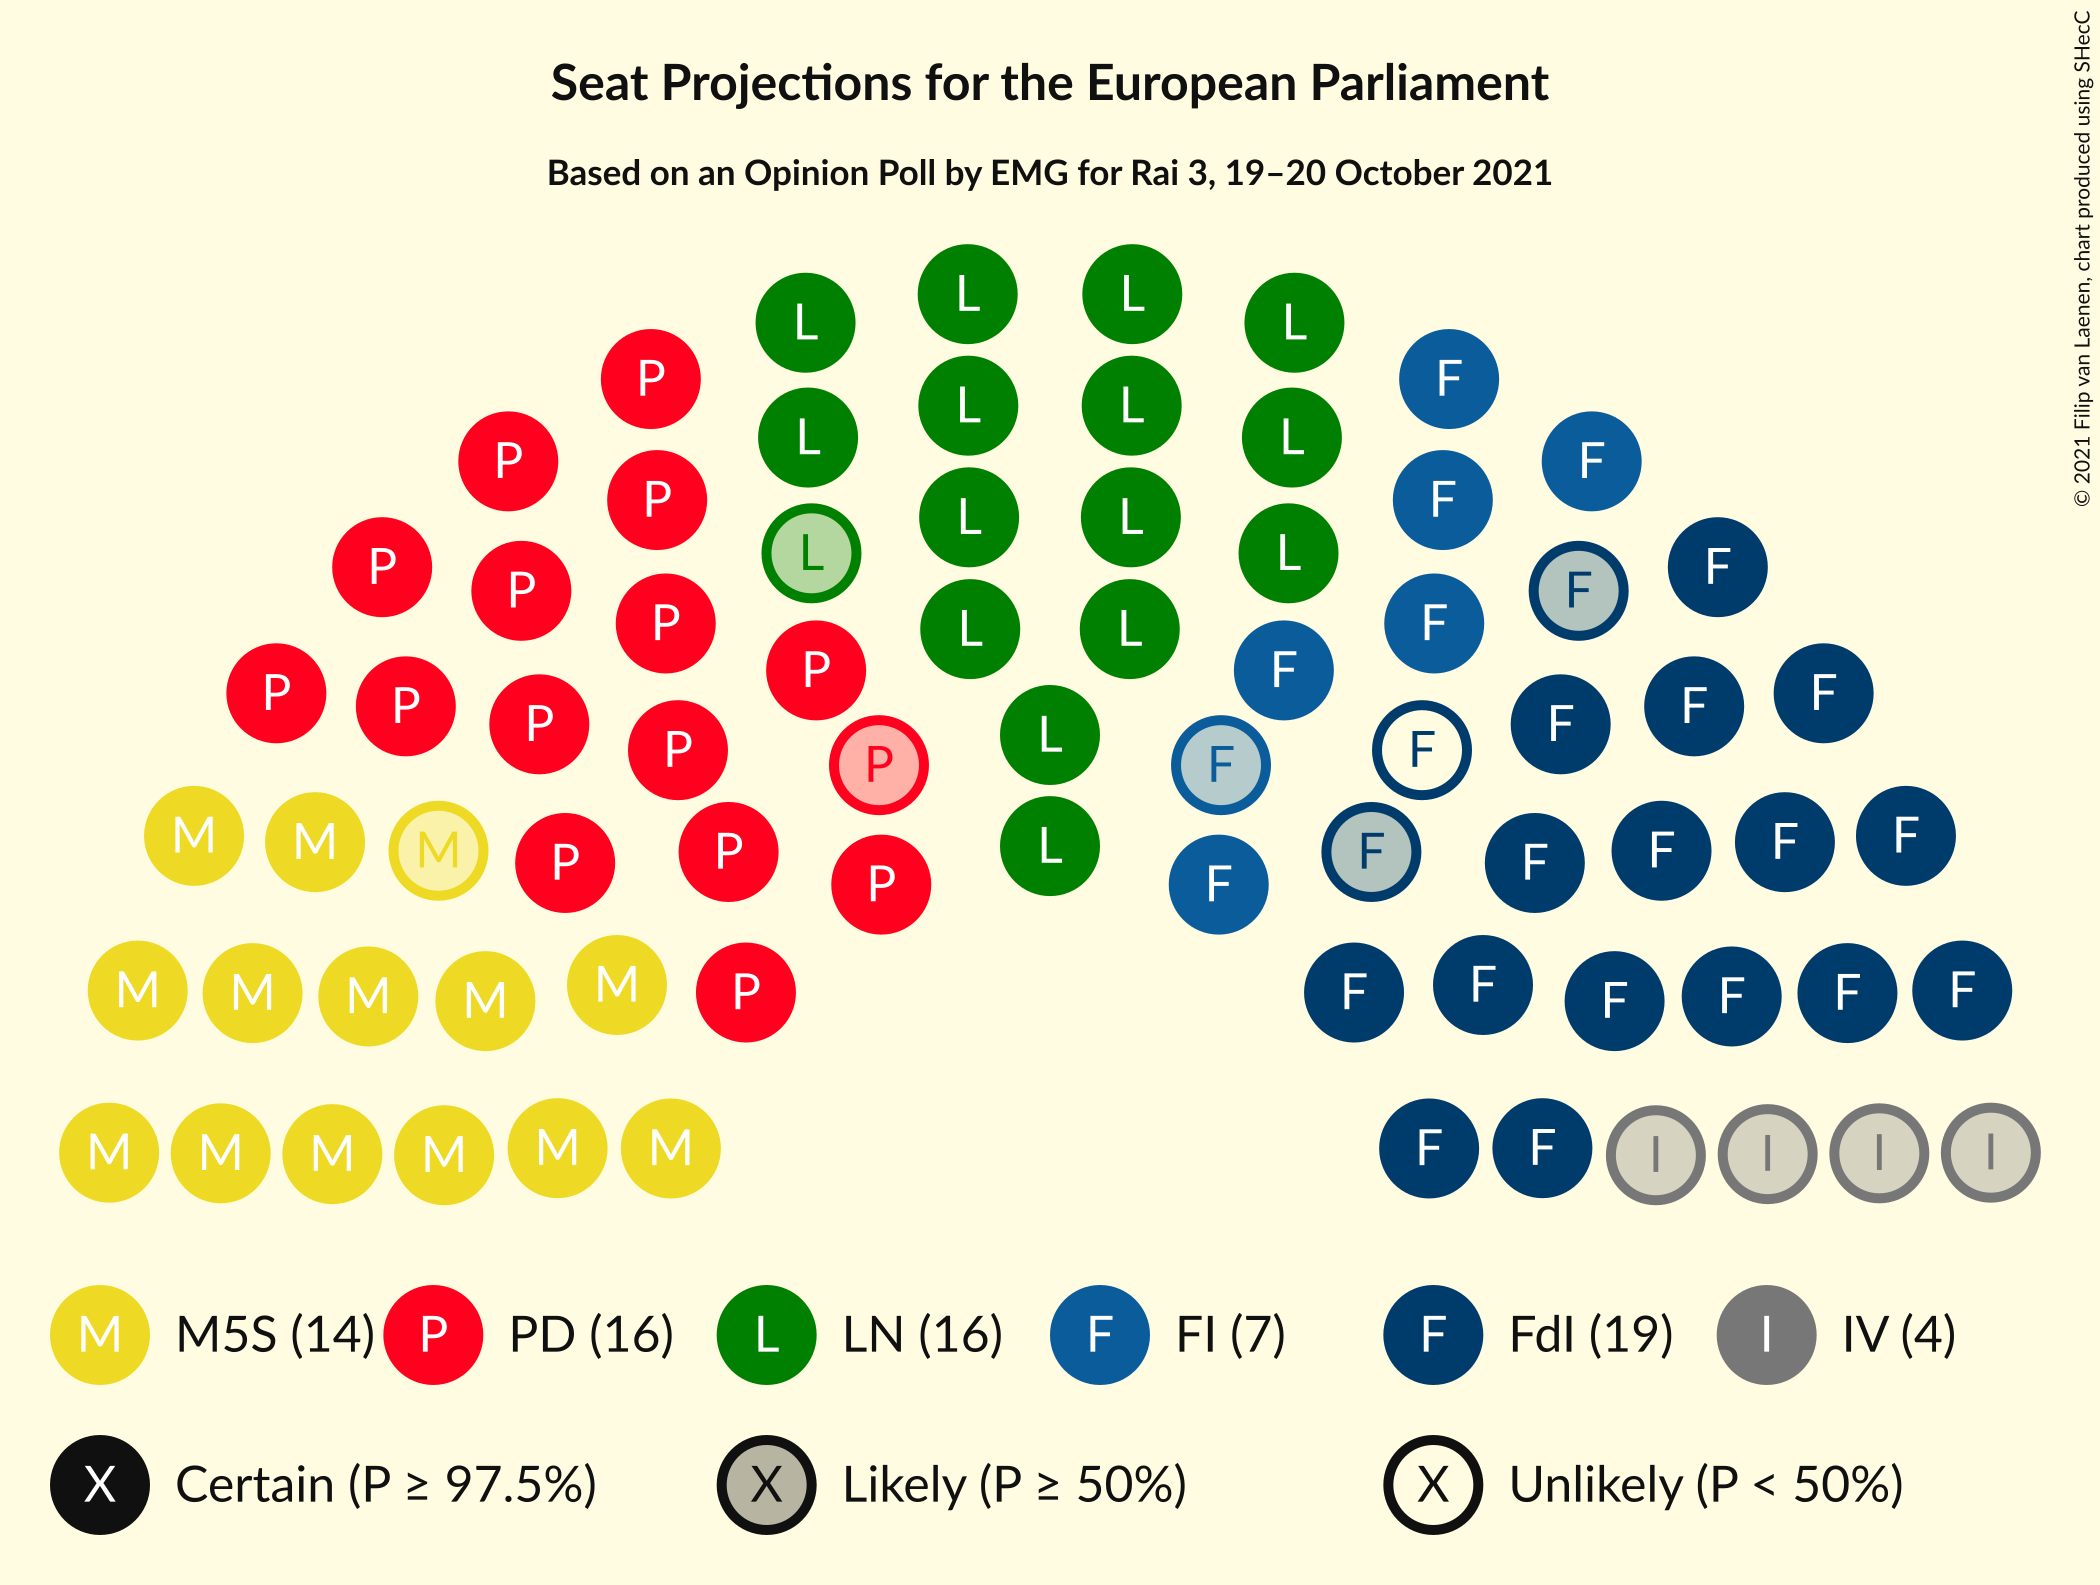 Seat Projections for the European Parliament
Based on an Opinion Poll by EMG for Rai 3, 19–20 October 2021
© 2021 Filip van Laenen, chart produced using SHecC
L L
L L
P F
L L
L L
P F
P F
L L
L F
P F
P F
P F
L L
P F
P F
P F
P F
P F
L
P F
P F
M F
M F
L
M P P F F F
P F
M F
M F
M F
M F
M F
P F
M M M M M M F F I I I I
M M5S (14) P PD (16) L LN (16) F FI (7) F FdI (19) I IV (4)
X Certain (P ≥ 97.5%) X Likely (P ≥ 50%) X Unlikely (P < 50%)